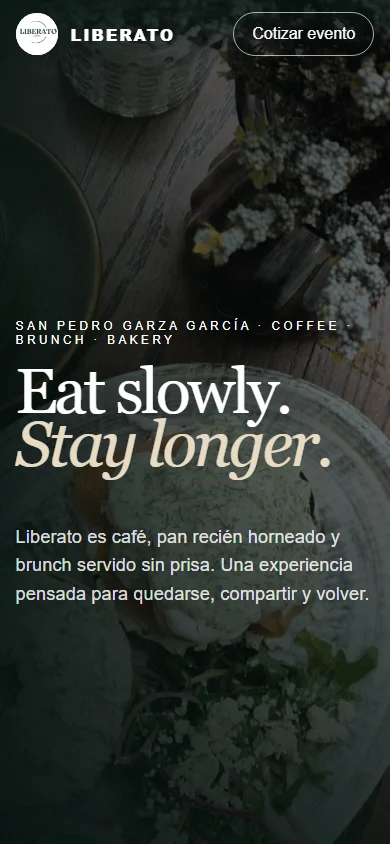 LIBERATO
LIBERATO
Cotizar evento
SAN PEDRO GARZA GARCÍA · COFFEE ·
BRUNCH · BAKERY
Eat slowly.
Stay longer.
Liberato es café, pan recién horneado y
brunch servido sin prisa. Una experiencia
pensada para quedarse, compartir y volver.